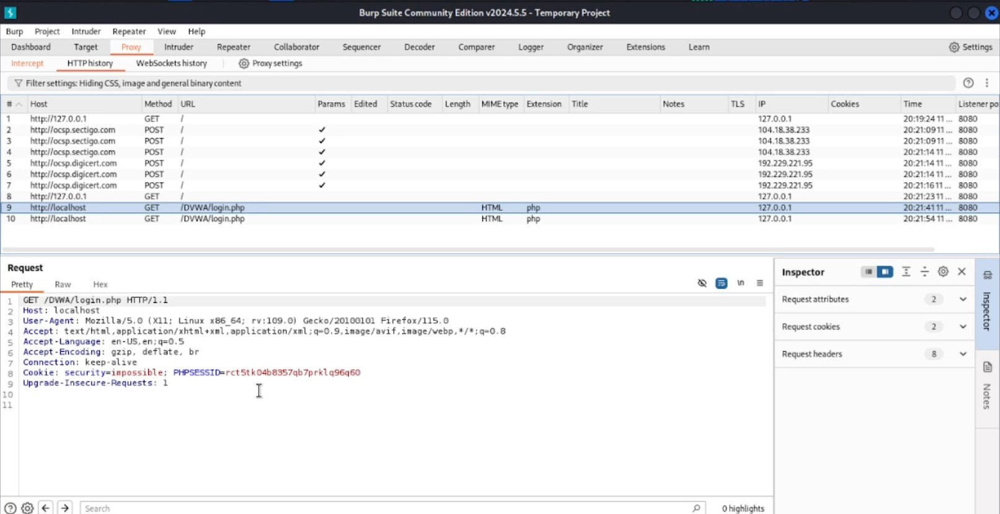 Burp Suite Community Edition v2024.5.5 - Temporary Project
Burp Project Intruder Repeater View Help
Dashboard Target Proxy Intruder Repeater Collaborator Sequencer Decoder Comparer Logger Organizer Extensions Learn Settings
Intercept HTTP history WebSockets history Proxy settings
Filter settings: Hiding CSS, image and general binary content
# Host Method URL Params Edited Status code Length MIME type Extension Title Notes TLS IP Cookies Time Listener po
1 http://127.0.0.1 GET / 127.0.0.1 20:19:24 11 ... 8080
2 http://ocsp.sectigo.com POST / ✓ 104.18.38.233 20:21:09 11 ... 8080
3 http://ocsp.sectigo.com POST / ✓ 104.18.38.233 20:21:09 11 ... 8080
4 http://ocsp.sectigo.com POST / ✓ 104.18.38.233 20:21:14 11 ... 8080
5 http://ocsp.digicert.com POST / ✓ 192.229.221.95 20:21:14 11 ... 8080
6 http://ocsp.digicert.com POST / ✓ 192.229.221.95 20:21:14 11 ... 8080
7 http://ocsp.digicert.com POST / ✓ 192.229.221.95 20:21:16 11 ... 8080
8 http://127.0.0.1 GET / 127.0.0.1 20:21:23 11 ... 8080
9 http://localhost GET /DVWA/login.php HTML php 127.0.0.1 20:21:41 11 ... 8080
10 http://localhost GET /DVWA/login.php HTML php 127.0.0.1 20:21:54 11 ... 8080
Request
Pretty Raw Hex
\n
1 GET /DVWA/login.php HTTP/1.1
2 Host: localhost
3 User-Agent: Mozilla/5.0 (X11; Linux x86_64; rv:109.0) Gecko/20100101 Firefox/115.0
4 Accept: text/html,application/xhtml+xml,application/xml;q=0.9,image/avif,image/webp,*/*;q=0.8
5 Accept-Language: en-US,en;q=0.5
6 Accept-Encoding: gzip, deflate, br
7 Connection: keep-alive
8 Cookie: security=impossible; PHPSESSID=rct5tk04b8357qb7prklq96q60
9 Upgrade-Insecure-Requests: 1
10
11
Search
0 highlights
Inspector
Request attributes 2
Request cookies 2
Request headers 8
Inspector
Notes